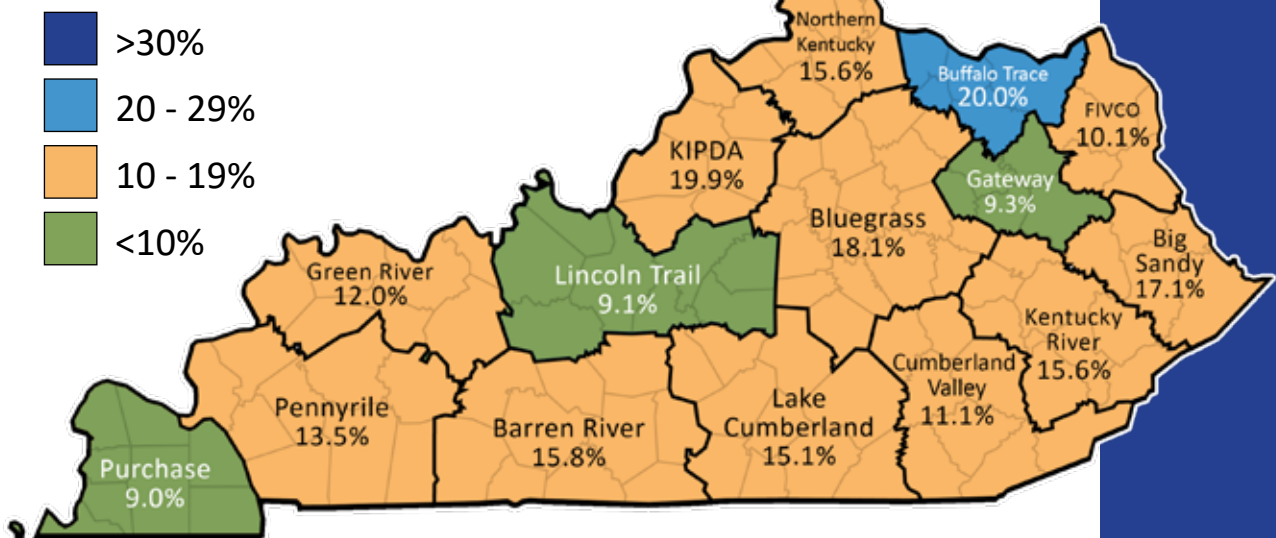 >30%
20 - 29%
10 - 19%
<10%
Northern
Kentucky
15.6%
Buffalo Trace
20.0%
FIVCO
10.1%
KIPDA
19.9%
Gateway
9.3%
Bluegrass
18.1%
Big
Sandy
17.1%
Green River
12.0%
Lincoln Trail
9.1%
Kentucky
River
15.6%
Cumberland
Valley
11.1%
Pennyrile
13.5%
Barren River
15.8%
Lake
Cumberland
15.1%
Purchase
9.0%